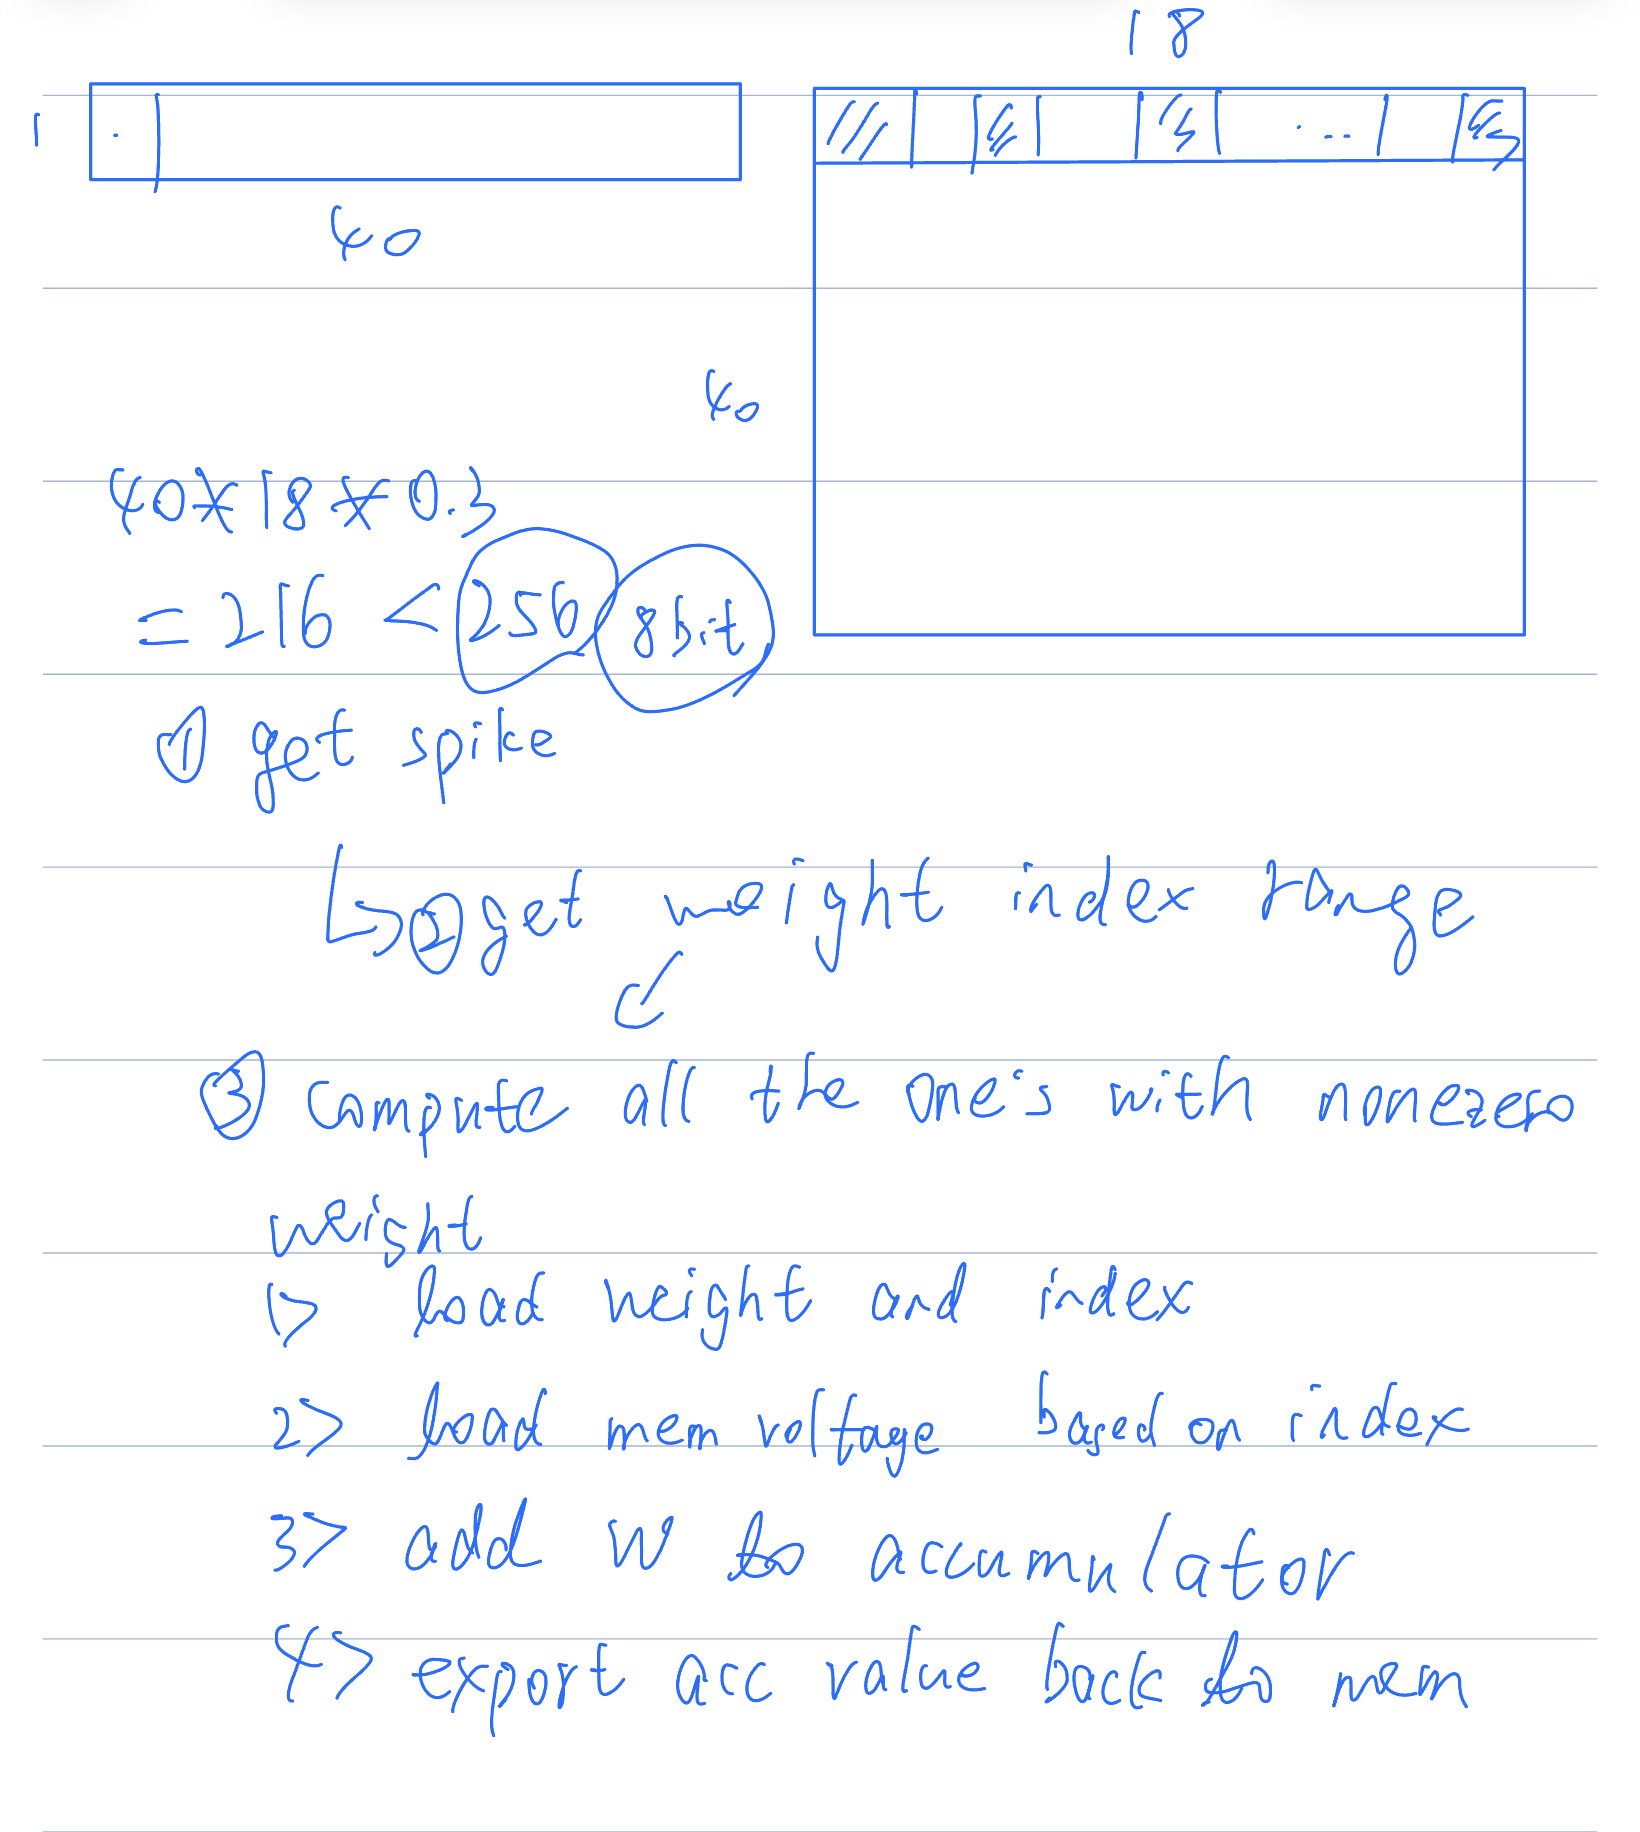 18
1
40
40
40*18*0.3
=216 < 256 8bit
① get spike
② get weight index range
③ compute all the one's with nonezero
weight
1> load weight and index
2> load mem voltage based on index
3> add W to accumulator
4> export acc value back to mem